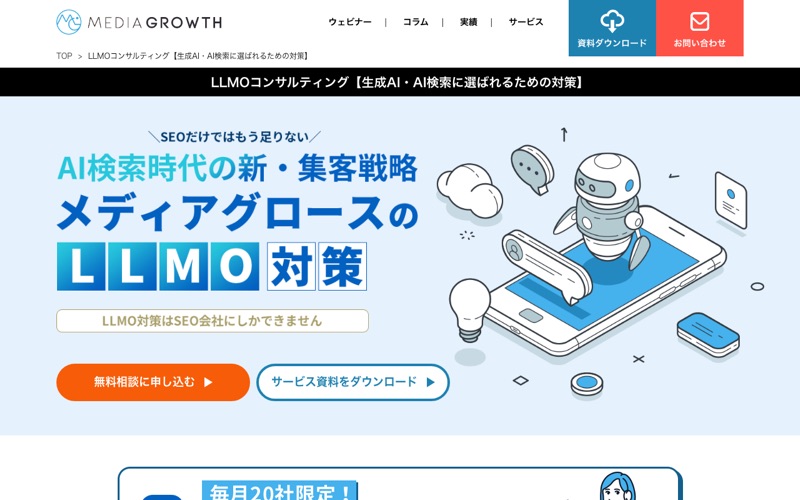 MEDIA GROWTH
ウェビナー | コラム | 実績 | サービス
資料ダウンロード
お問い合わせ
TOP > LLMOコンサルティング【生成AI・AI検索に選ばれるための対策】
LLMOコンサルティング【生成AI・AI検索に選ばれるための対策】
＼SEOだけではもう足りない／
AI検索時代の新・集客戦略
メディアグロースの
LLMO対策
LLMO対策はSEO会社にしかできません
無料相談に申し込む ▶
サービス資料をダウンロード ▶
毎月20社限定！